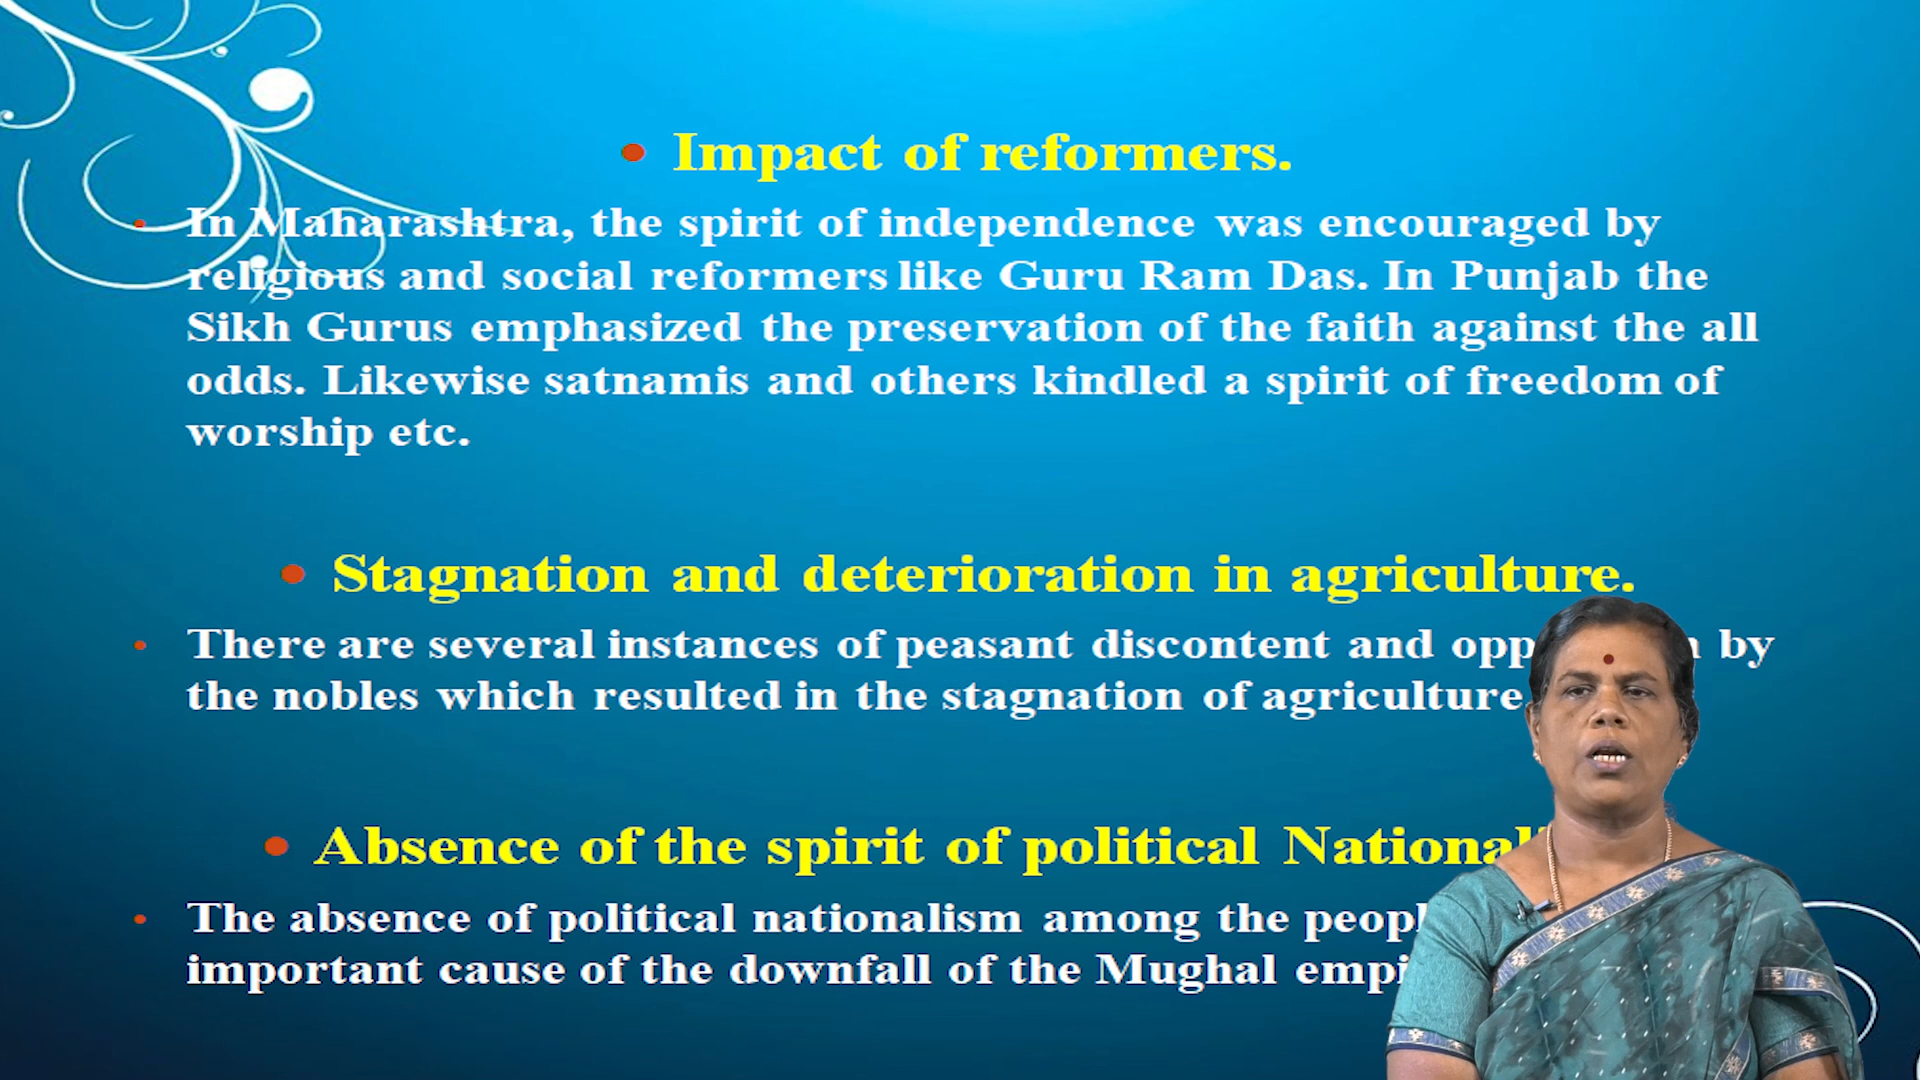 Impact of reformers.
In Maharashtra, the spirit of independence was encouraged by
religious and social reformers like Guru Ram Das. In Punjab the
Sikh Gurus emphasized the preservation of the faith against the all
odds. Likewise satnamis and others kindled a spirit of freedom of
worship etc.
Stagnation and deterioration in agriculture.
There are several instances of peasant discontent and by
the nobles which resulted in the stagnation of agriculture
Absence of the spirit of political
The absence of political nationalism among the
important cause of the downfall of the Mughal